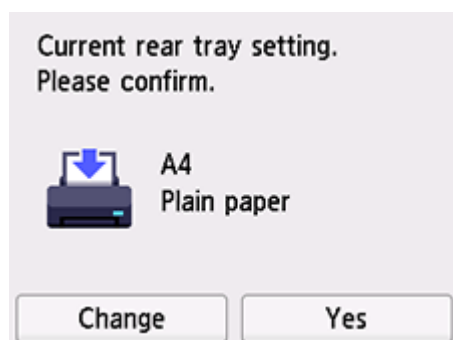 Current rear tray setting.
Please confirm.
A4
Plain paper
Change
Yes